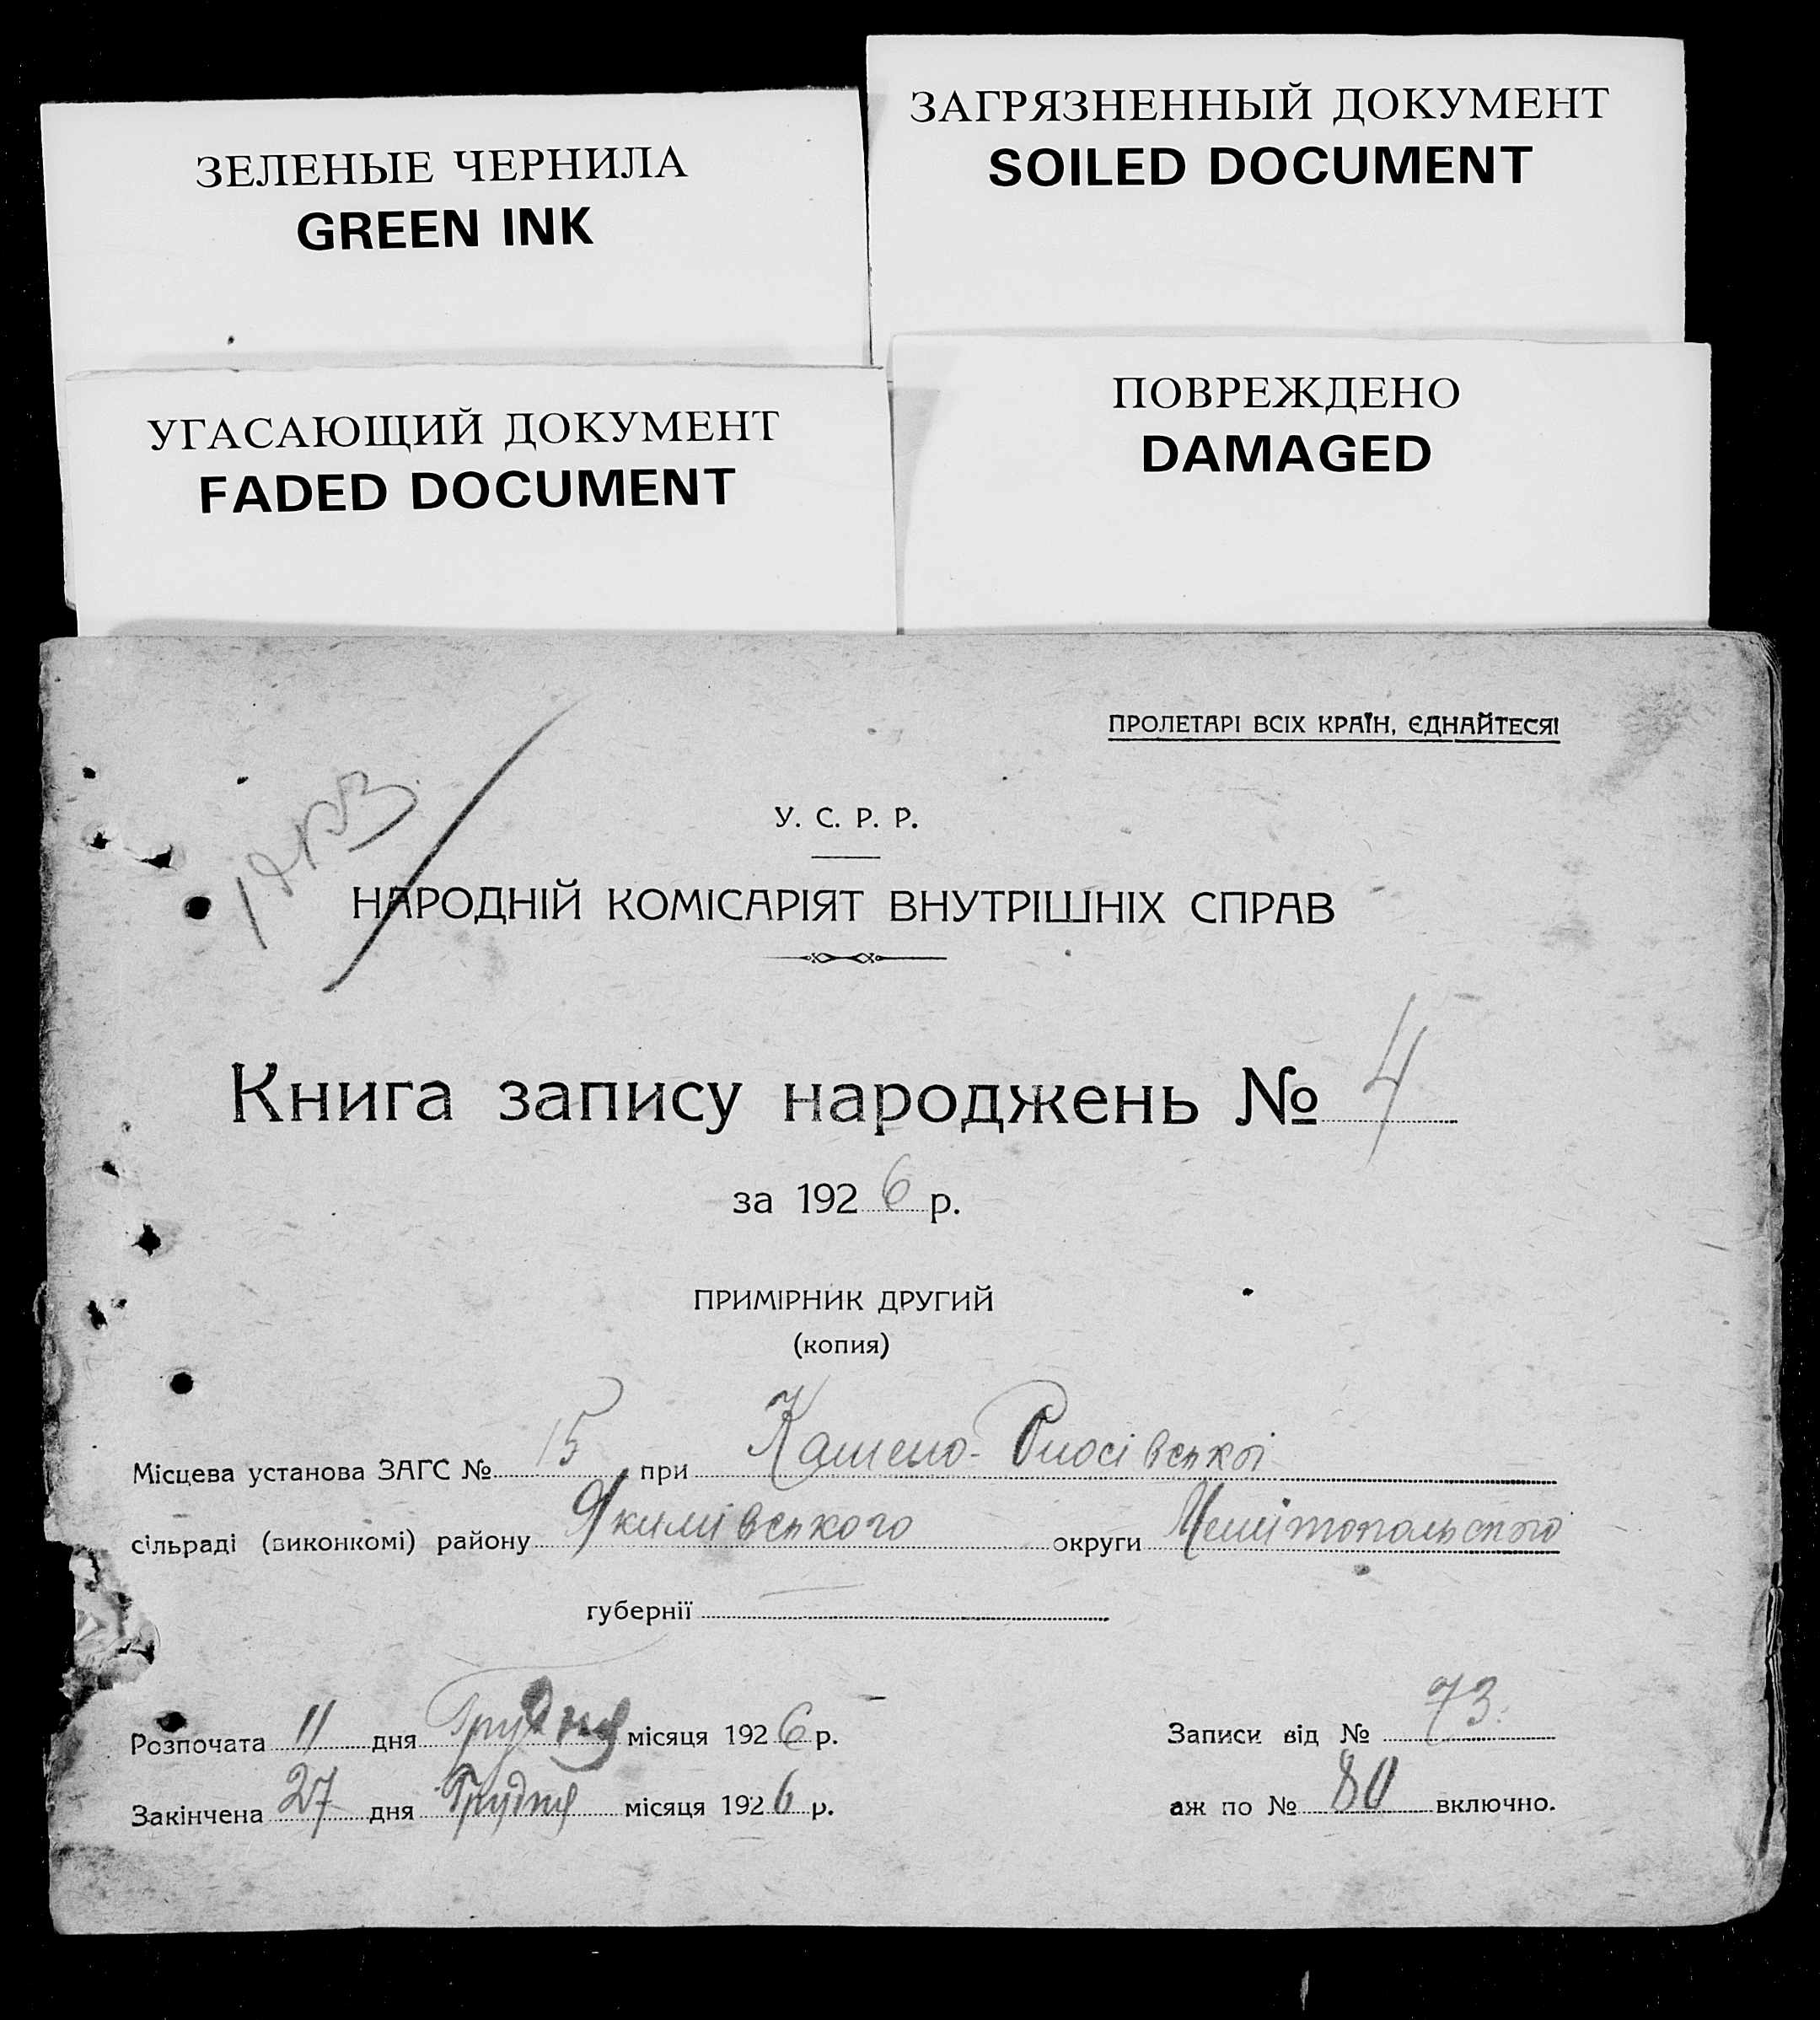 ЗЕЛЕНЫЕ ЧЕРНИЛА
GREEN INK
ЗАГРЯЗНЕННЫЙ ДОКУМЕНТ
SOILED DOCUMENT
УГАСАЮЩИЙ ДОКУМЕНТ
FADED DOCUMENT
ПОВРЕЖДЕНО
DAMAGED
ПРОЛЕТАРІ ВСІХ КРАЇН, ЄДНАЙТЕСЯ!
У. С. Р. Р.
НАРОДНІЙ КОМІСАРІЯТ ВНУТРІШНІХ СПРАВ
Книга запису народжень № 4
за 1926 р.
ПРИМІРНИК ДРУГИЙ
(копия)
Місцева установа ЗАГС № 15 при
сільраді (виконкомі) району Якимівського округи Мелітопольского
губернії
Розпочата 11 дня Грудня місяця 1926 р.
Записи від № 73.
Закінчена 27 дня Грудня місяця 1926 р.
аж по № 80 включно.